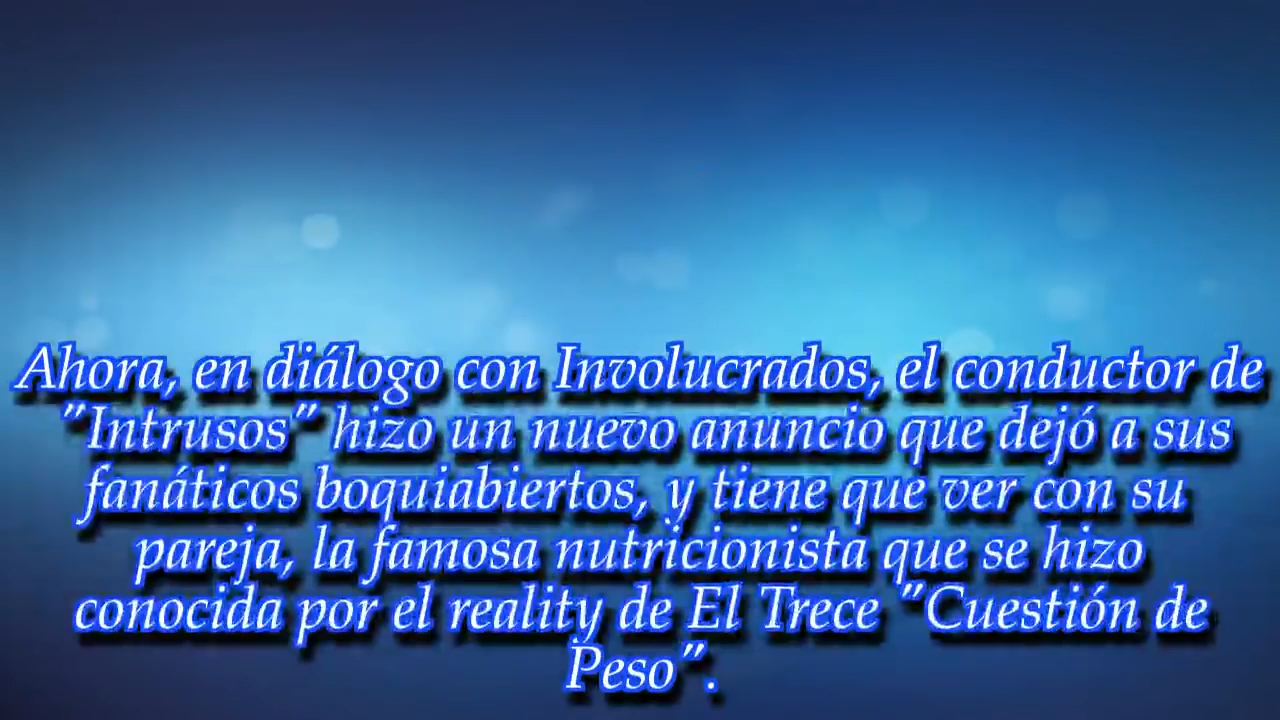 Ahora, en diálogo con Involucrados, el conductor de
"Intrusos" hizo un nuevo anuncio que dejó a sus
fanáticos boquiabiertos, y tiene que ver con su
pareja, la famosa nutricionista que se hizo
conocida por el reality de El Trece "Cuestión de
Peso".